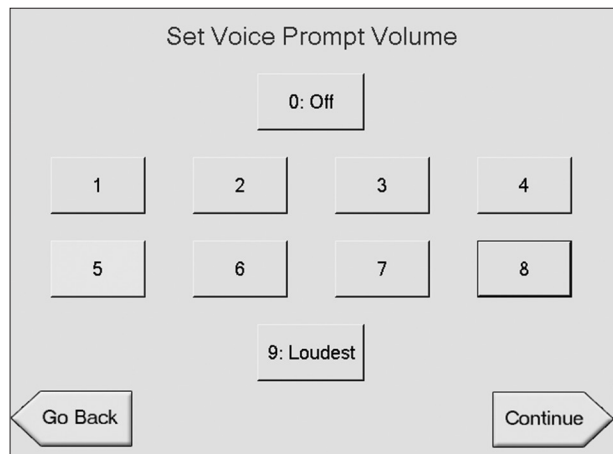 Set Voice Prompt Volume
0: Off
1 2 3 4
5 6 7 8
9: Loudest
Go Back Continue